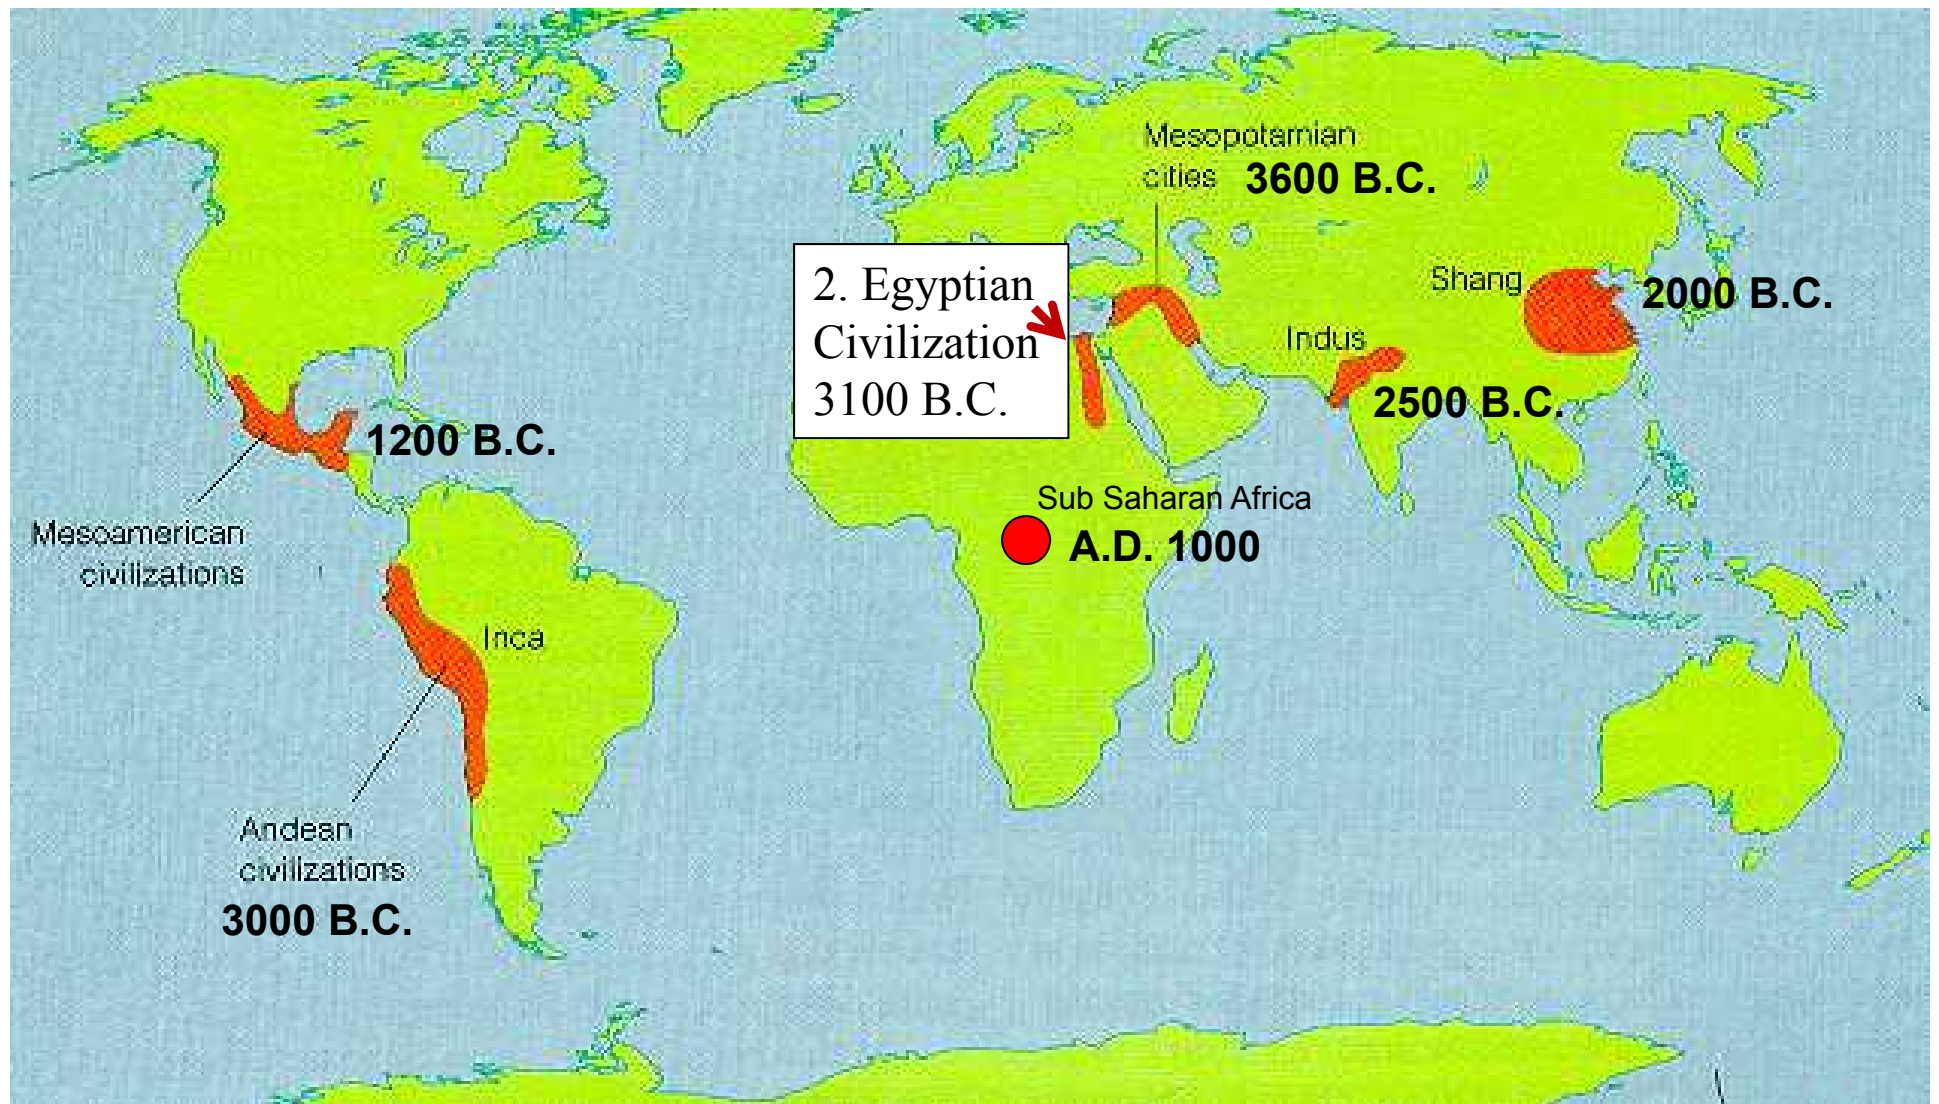 Mesopotamian
cities 3600 B.C.
2. Egyptian
Civilization
3100 B.C.
Shang
2000 B.C.
Indus
2500 B.C.
1200 B.C.
Mesoamerican
civilizations
Sub Saharan Africa
A.D. 1000
Inca
Andean
civilizations
3000 B.C.